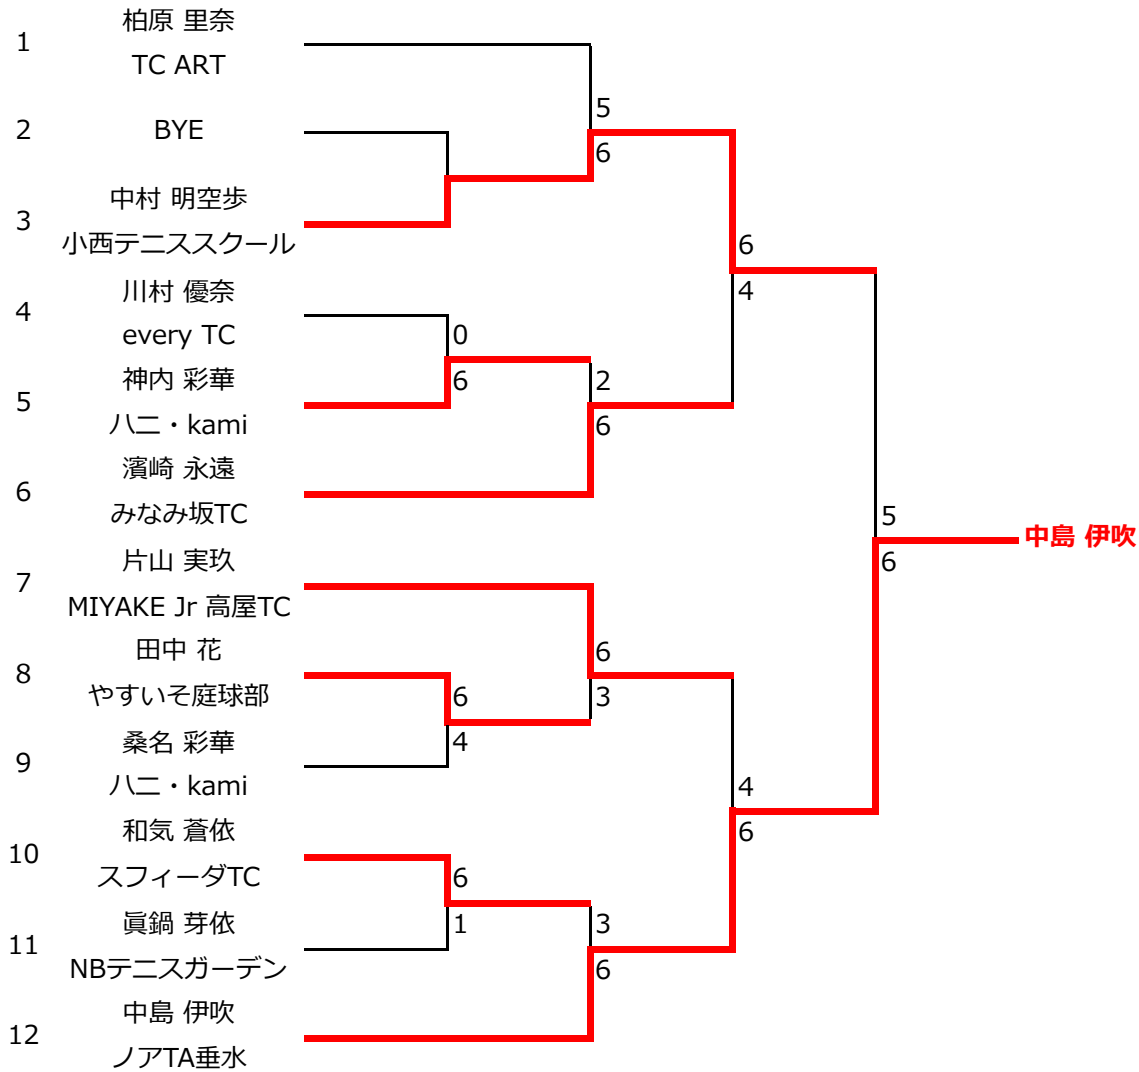 1
柏原 里奈
TC ART
2
BYE
3
中村 明空歩
小西テニススクール
4
川村 優奈
every TC
5
神内 彩華
八二・kami
6
濱崎 永遠
みなみ坂TC
7
片山 実玖
MIYAKE Jr 高屋TC
8
田中 花
やすいそ庭球部
9
桑名 彩華
八二・kami
10
和気 蒼依
スフィーダTC
11
眞鍋 芽依
NBテニスガーデン
12
中島 伊吹
ノアTA垂水
0
6
6
4
6
1
5
6
2
6
6
3
3
6
6
4
4
6
5
6
中島 伊吹